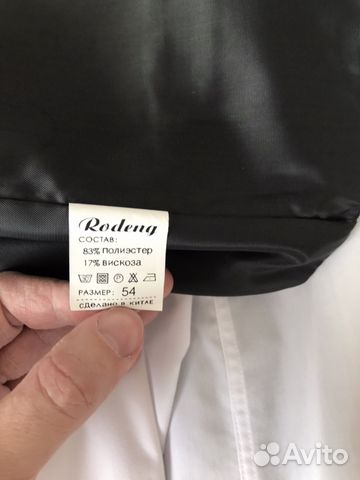 Rodeng
СОСТАВ:
83% ПОЛИЭСТЕР
17% ВИСКОЗА
РАЗМЕР: 54
СДЕЛАНО В КИТАЕ
Avito